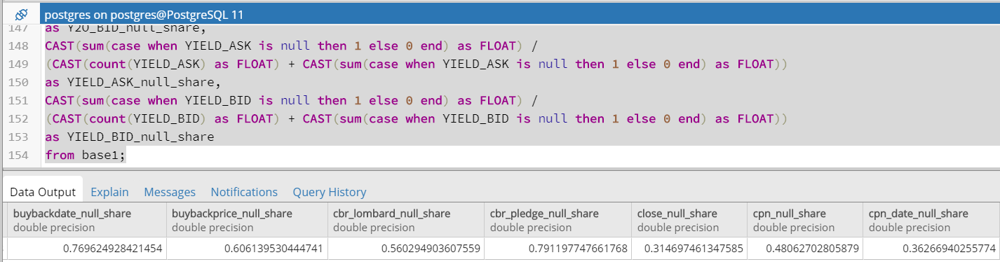 postgres on postgres@PostgreSQL 11
147 as Y2O_BID_null_share,
148 CAST(sum(case when YIELD_ASK is null then 1 else 0 end) as FLOAT) /
149 (CAST(count(YIELD_ASK) as FLOAT) + CAST(sum(case when YIELD_ASK is null then 1 else 0 end) as FLOAT))
150 as YIELD_ASK_null_share,
151 CAST(sum(case when YIELD_BID is null then 1 else 0 end) as FLOAT) /
152 (CAST(count(YIELD_BID) as FLOAT) + CAST(sum(case when YIELD_BID is null then 1 else 0 end) as FLOAT))
153 as YIELD_BID_null_share
154 from base1;
Data Output Explain Messages Notifications Query History
buybackdate_null_share buybackprice_null_share cbr_lombard_null_share cbr_pledge_null_share close_null_share cpn_null_share cpn_date_null_share
double precision double precision double precision double precision double precision double precision double precision
0.769624928421454 0.606139530444741 0.560294903607559 0.791197747661768 0.314697461347585 0.48062702805879 0.36266940255774